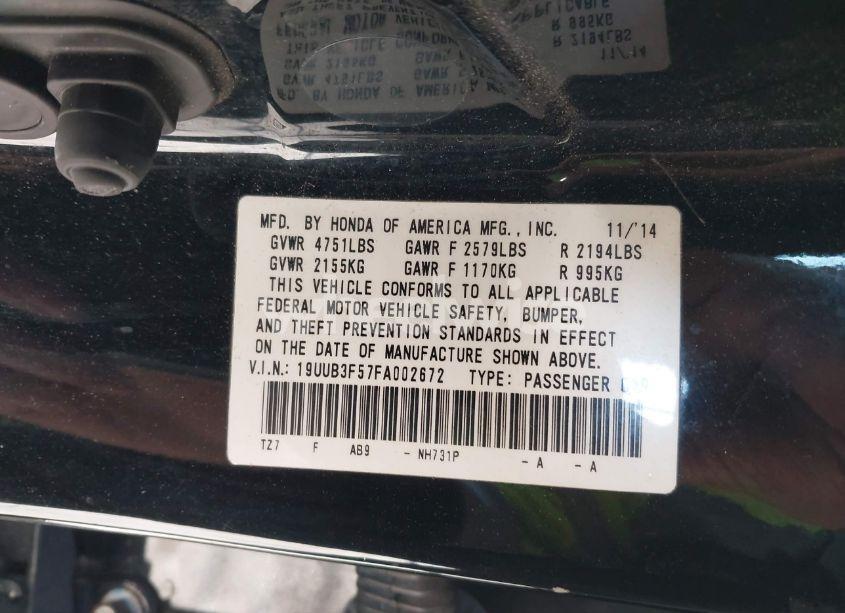 MFD. BY HONDA OF AMERICA MFG., INC. 11/'14
GVWR 4751LBS GAWR F 2579LBS R 2194LBS
GVWR 2155KG GAWR F 1170KG R 995KG
THIS VEHICLE CONFORMS TO ALL APPLICABLE
FEDERAL MOTOR VEHICLE SAFETY, BUMPER,
AND THEFT PREVENTION STANDARDS IN EFFECT
ON THE DATE OF MANUFACTURE SHOWN ABOVE.
V.I.N.: 19UUB3F57FA002672 TYPE: PASSENGER
TZ7 F AB9 - NH731P - A - A